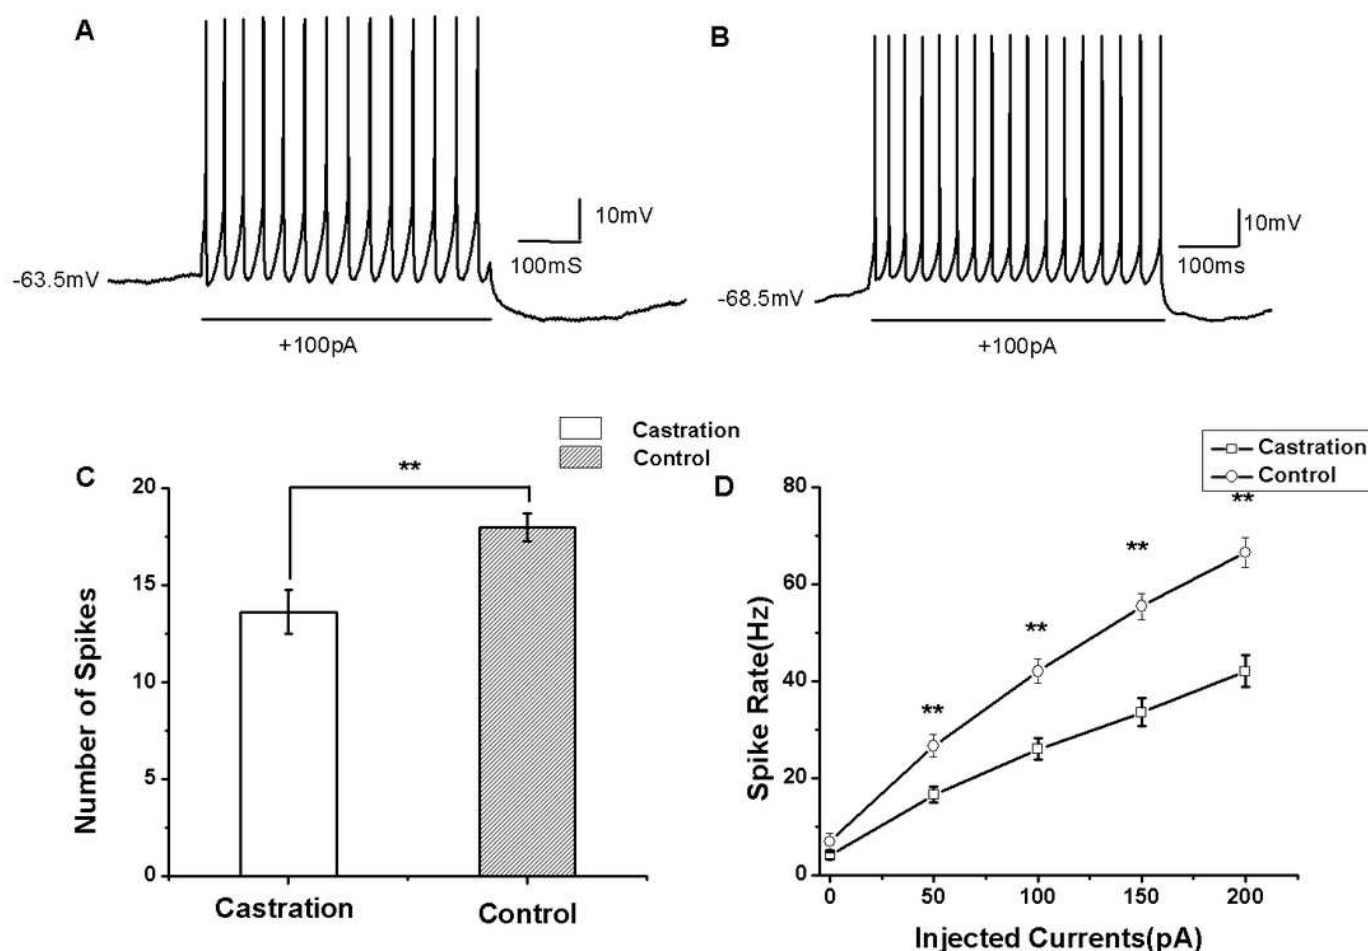 A
-63.5mV
10mV
100mS
+100pA
B
-68.5mV
10mV
100ms
+100pA
C
Castration
Control
**
20
15
10
5
0
Number of Spikes
Castration
Control
D
Castration
Control
80
60
40
20
0
Spike Rate(Hz)
**
**
**
**
0 50 100 150 200
Injected Currents(pA)